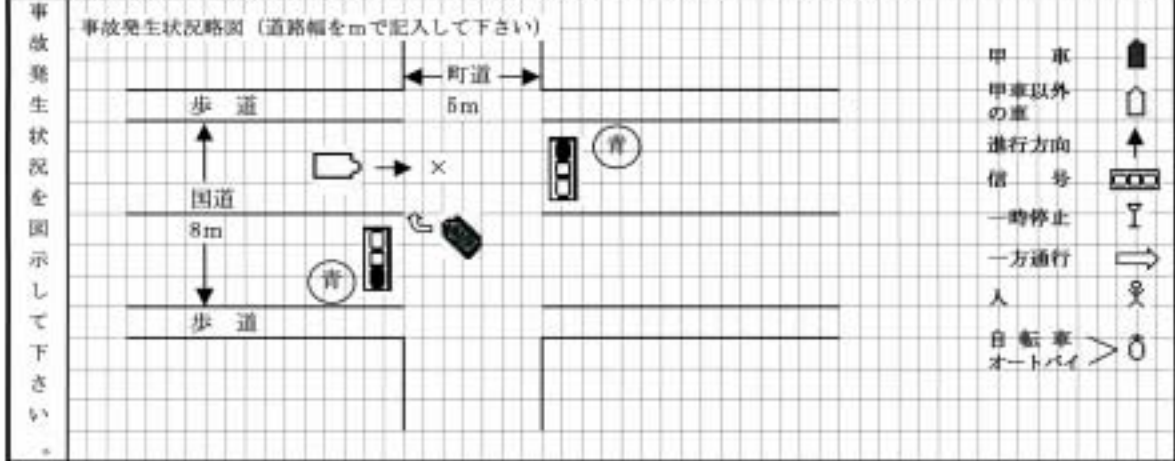 事故発生状況を図示して下さい。
事故発生状況略図(道路幅をmで記入して下さい)
町道
5m
歩 道
青
国道
8m
青
歩 道
甲 車
甲車以外
の車
進行方向
信 号
一時停止
一方通行
人
自 転 車
オートバイ